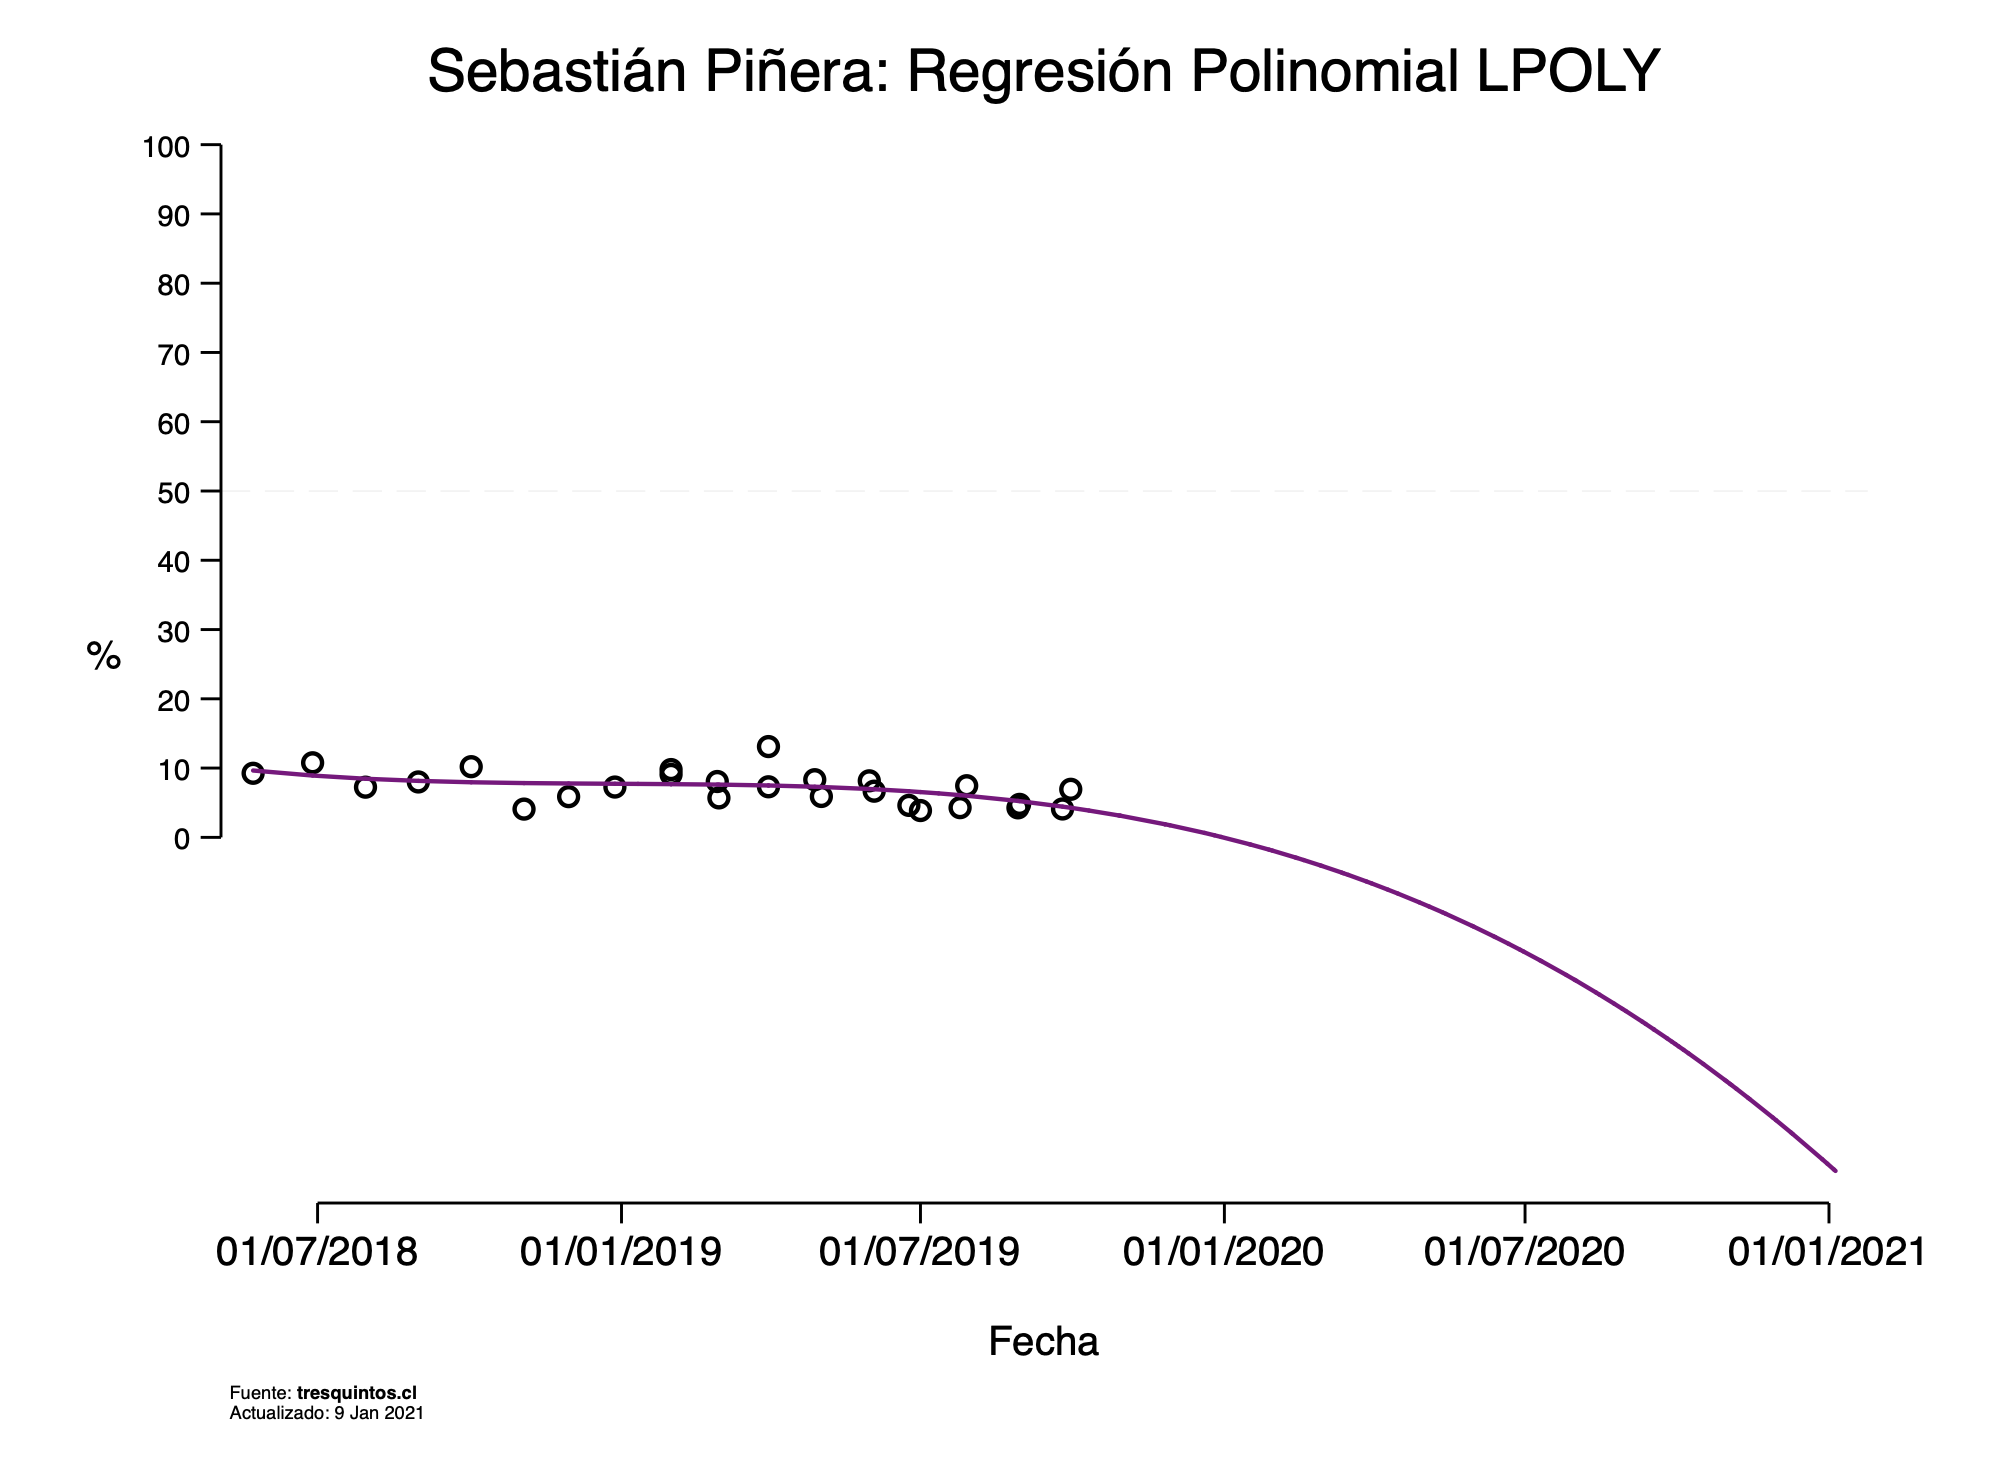 Sebastián Piñera: Regresión Polinomial LPOLY
100
90
80
70
60
50
40
30
20
10
0
%
01/07/2018 01/01/2019 01/07/2019 01/01/2020 01/07/2020 01/01/2021
Fecha
Fuente: tresquintos.cl
Actualizado: 9 Jan 2021